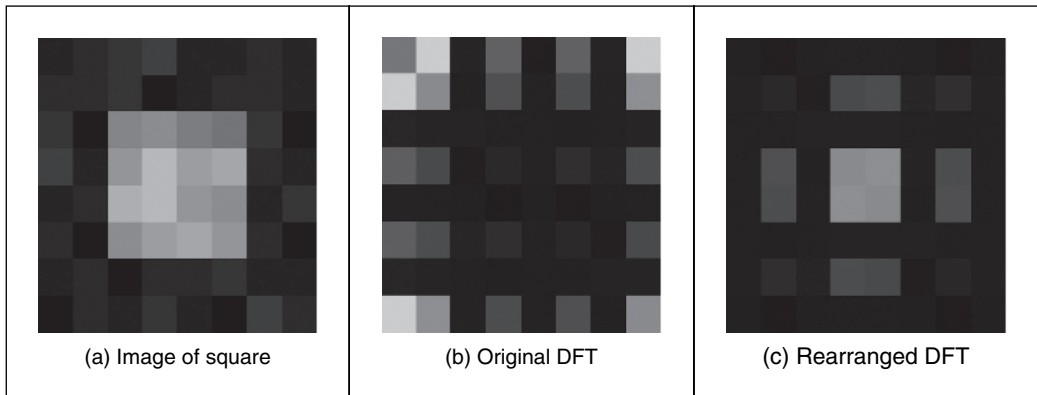 (a) Image of square
(b) Original DFT
(c) Rearranged DFT